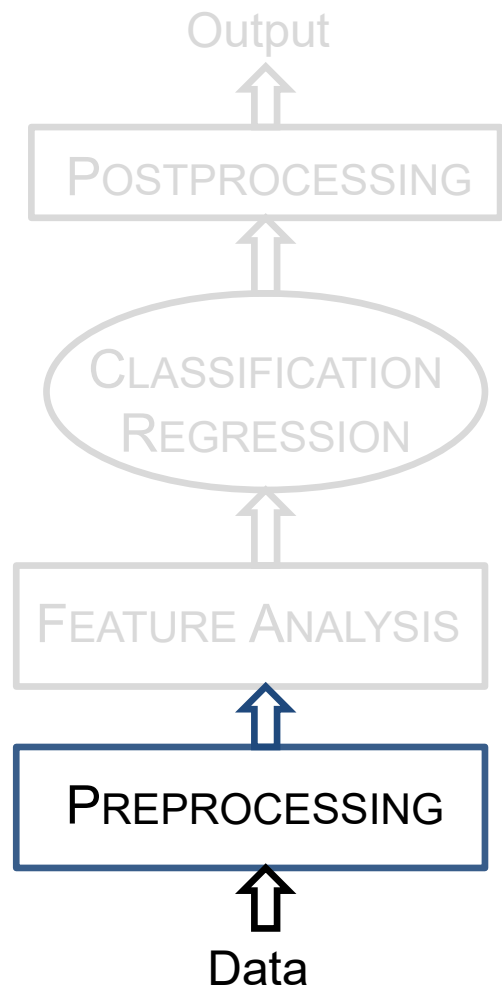 Output
POSTPROCESSING
CLASSIFICATION
REGRESSION
FEATURE ANALYSIS
PREPROCESSING
Data